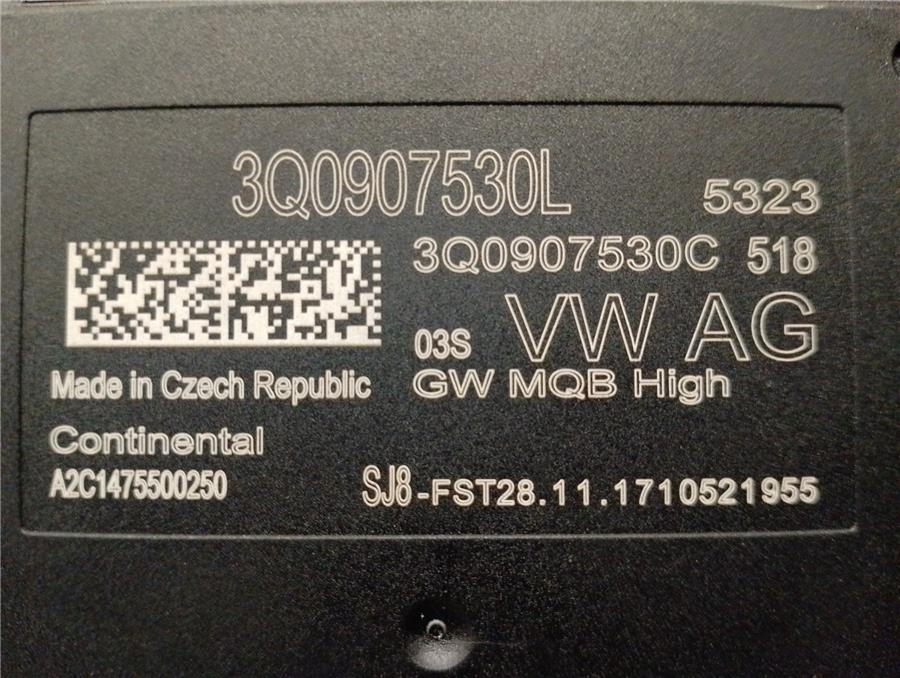 3Q0907530L
5323
3Q0907530C 518
03S VW AG
Made in Czech Republic
GW MQB High
Continental
A2C1475500250
SJ8-FST28.11.1710521955